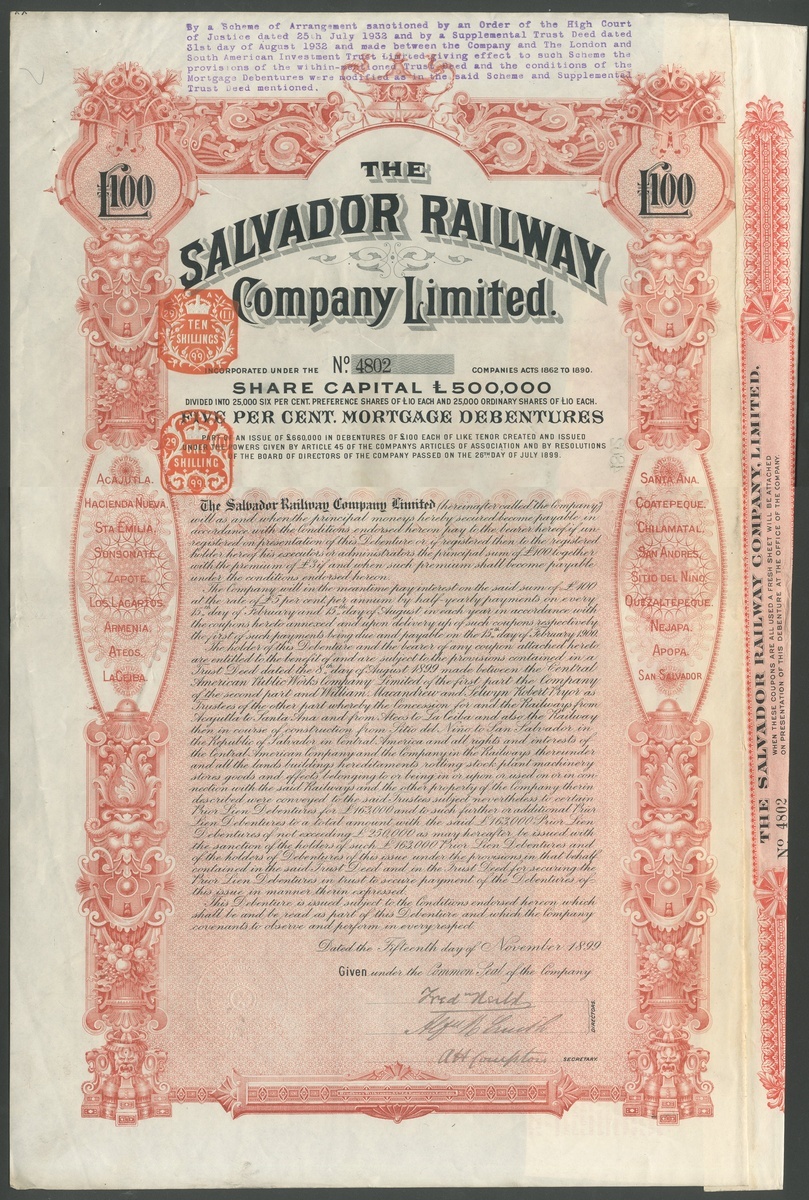 By a Scheme of Arrangement sanctioned by an Order of the High Court
of Justice dated 25th July 1932 and by a Supplemental Trust Deed dated
31st day of August 1932 and made between the Company and The London and
South American Investment Trust Limited giving effect to such Scheme the
provisions of the within-mentioned Trust Deed and the conditions of the
Mortgage Debentures were modified as in the said Scheme and Supplemental
Trust Deed mentioned.
£100
£100
THE
SALVADOR RAILWAY
Company Limited.
29 111
TEN
SHILLINGS
99
INCORPORATED UNDER THE No. 4802 COMPANIES ACTS 1862 TO 1890.
SHARE CAPITAL £500,000
DIVIDED INTO 25,000 SIX PER CENT. PREFERENCE SHARES OF £10 EACH AND 25,000 ORDINARY SHARES OF £10 EACH.
FIVE PER CENT. MORTGAGE DEBENTURES
PART OF AN ISSUE OF £660,000 IN DEBENTURES OF £100 EACH OF LIKE TENOR CREATED AND ISSUED
UNDER THE POWERS GIVEN BY ARTICLE 45 OF THE COMPANYS ARTICLES OF ASSOCIATION AND BY RESOLUTIONS
OF THE BOARD OF DIRECTORS OF THE COMPANY PASSED ON THE 26TH DAY OF JULY 1899.
29
SHILLING
99
Acajutla.
Hacienda Nueva.
Sta Emilia.
Sonsonate.
Zapote.
Los Lagartos.
Armenia.
Ateos.
La Ceiba.
The Salvador Railway Company Limited (hereinafter called "the Company")
will as and when the principal moneys hereby secured become payable in
accordance with the Conditions endorsed hereon pay to the bearer hereof if un-
registered on presentation of this Debenture or if registered then to the registered
holder hereof his executors or administrators the principal sum of £100 together
with the premium of £3 if and when such premium shall become payable
under the conditions endorsed hereon.
The Company will in the meantime pay interest on the said sum of £100
at the rate of £5 per cent per annum by half yearly payments on every
15th day of February and 15th day of August in each year in accordance with
the coupons hereto annexed and upon delivery up of such coupons respectively
the first of such payments being due and payable on the 15th day of February 1900.
The holder of this Debenture and the bearer of any coupon attached hereto
are entitled to the benefit of and are subject to the provisions contained in a
Trust Deed dated the 8th day of August 1899 made between the Central
American Public Works Company Limited of the first part the Company
of the second part and William Macandrew and Selwyn Robert Pryor as
Trustees of the other part whereby the Concession for and the Railways from
Acajutla to Santa Ana and from Ateos to La Ceiba and also the Railway
then in course of construction from Sitio del Nino to San Salvador in
the Republic of Salvador in Central America and all rights and interests of
the Central American Company and the Company in the Railways thereunder
and all the lands buildings hereditements rolling stock plant machinery
stores goods and effects belonging to or being in or upon or used on or in con-
nection with the said Railways and the other property of the Company therein
described were conveyed to the said Trustees subject nevertheless to certain
Prior Lien Debentures for £163,000 and to such further or additional Prior
Lien Debentures to a total amount with the said £163,000 Prior Lien
Debentures of not exceeding £250,000 as may hereafter be issued with
the sanction of the holders of such £163,000 Prior Lien Debentures and
of the holders of Debentures of this issue under the provisions in that behalf
contained in the said Trust Deed and in the Trust Deed for securing the
Prior Lien Debentures in trust to secure payment of the Debentures of
this issue in manner therein expressed.
This Debenture is issued subject to the Conditions endorsed hereon which
shall be and be read as part of this Debenture and which the Company
covenants to observe and perform in every respect.
Dated the Fifteenth day of November 1899
Given under the Common Seal of the Company
DIRECTORS.
SECRETARY.
Santa Ana.
Coatepeque.
Chilamatal.
San Andres.
Sitio del Niño.
Quezaltepeque.
Nejapa.
Apopa.
San Salvador
THE SALVADOR RAILWAY COMPANY, LIMITED.
WHEN THESE COUPONS ARE ALL USED A FRESH SHEET WILL BE ATTACHED
ON PRESENTATION OF THIS DEBENTURE AT THE OFFICE OF THE COMPANY.
No 4802